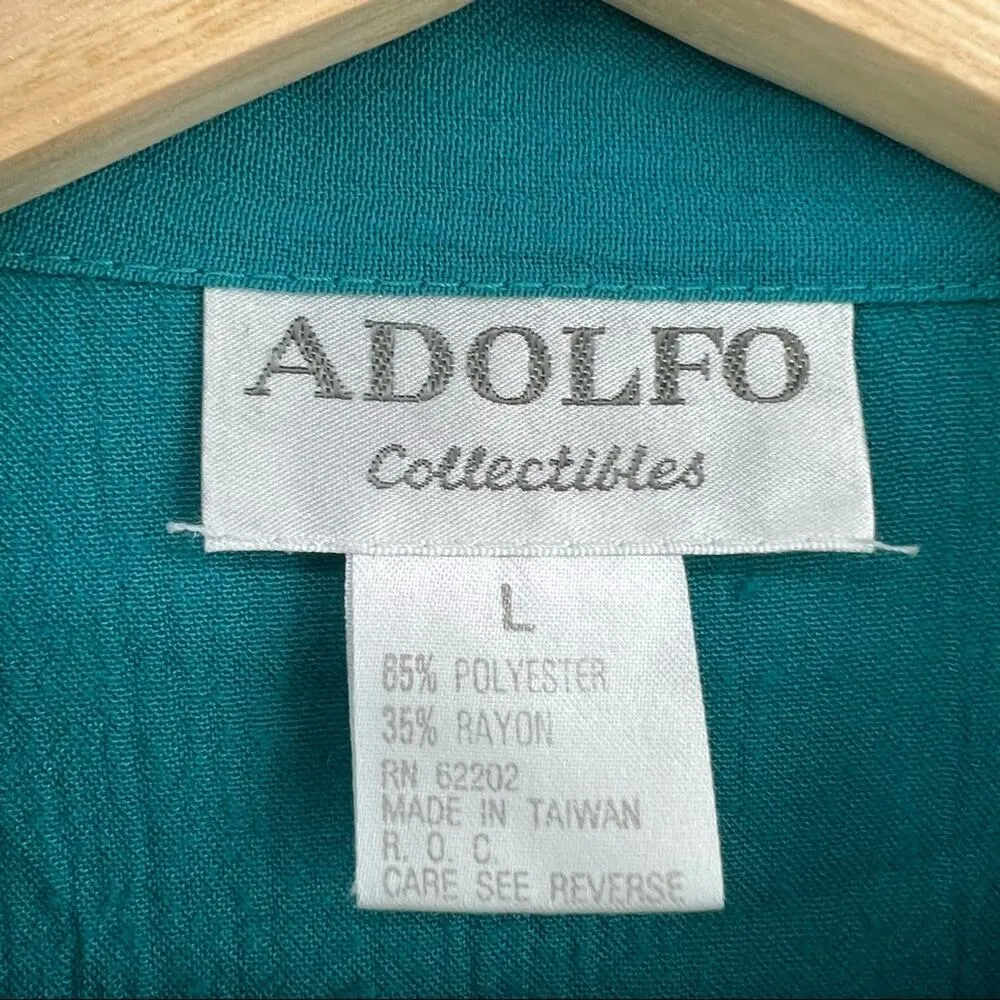 ADOLFO
Collectibles
L
65% POLYESTER
35% RAYON
RN 62202
MADE IN TAIWAN
R. O. C.
CARE SEE REVERSE